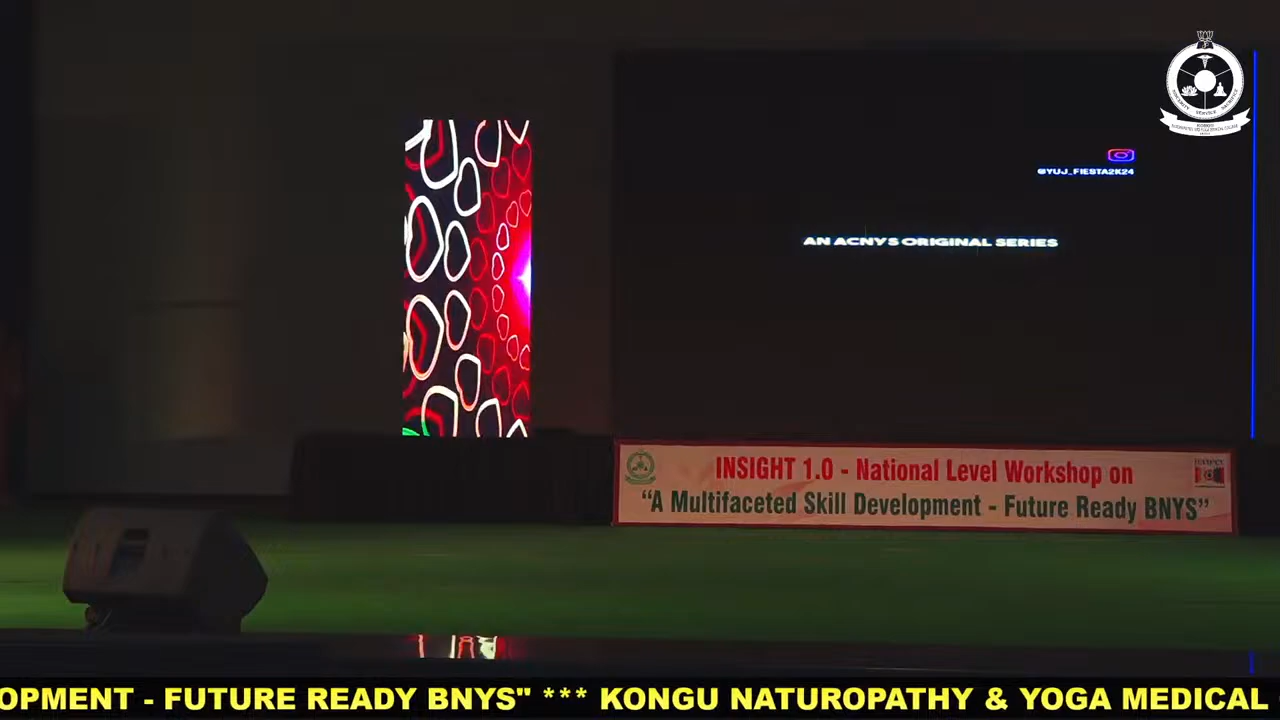 @YUJ_FIESTA2K24
AN ACNYS ORIGINAL SERIES
INSIGHT 1.0 - National Level Workshop on
“A Multifaceted Skill Development - Future Ready BNYS”
OPMENT - FUTURE READY BNYS" *** KONGU NATUROPATHY & YOGA MEDICAL